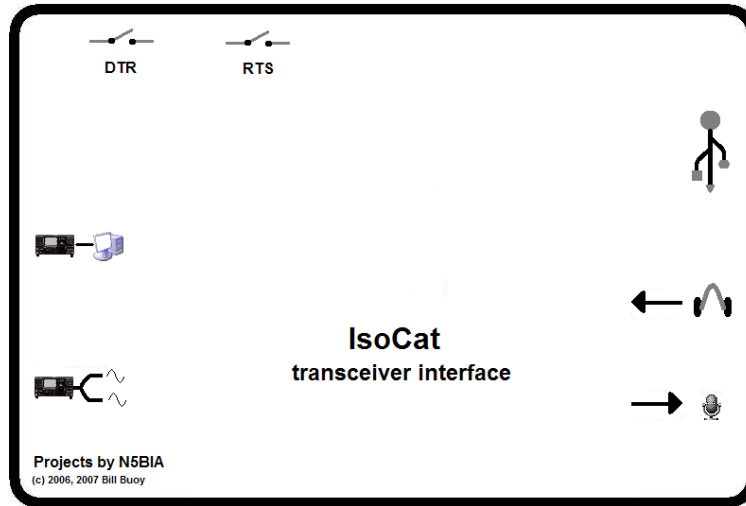 DTR
RTS
IsoCat
transceiver interface
Projects by N5BIA
(c) 2006, 2007 Bill Buoy